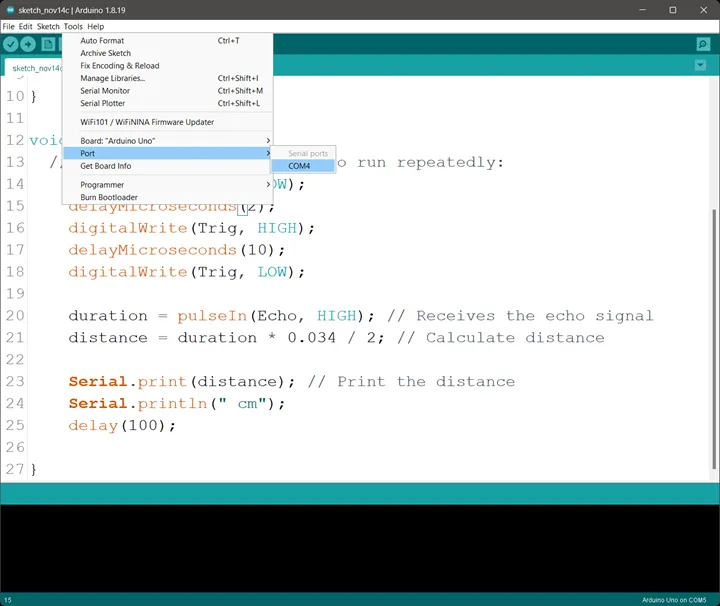 sketch_nov14c | Arduino 1.8.19
File Edit Sketch Tools Help
sketch_nov14c
Auto Format Ctrl+T
Archive Sketch
Fix Encoding & Reload
Manage Libraries... Ctrl+Shift+I
Serial Monitor Ctrl+Shift+M
Serial Plotter Ctrl+Shift+L
WiFi101 / WiFiNINA Firmware Updater
Board: "Arduino Uno"
Port
Get Board Info
Programmer
Burn Bootloader
Serial ports
COM4
10 }
11
12 voi
13 // o run repeatedly:
14 OW);
15 delayMicroseconds(2);
16 digitalWrite(Trig, HIGH);
17 delayMicroseconds(10);
18 digitalWrite(Trig, LOW);
19
20 duration = pulseIn(Echo, HIGH); // Receives the echo signal
21 distance = duration * 0.034 / 2; // Calculate distance
22
23 Serial.print(distance); // Print the distance
24 Serial.println(" cm");
25 delay(100);
26
27 }
15 Arduino Uno on COM5